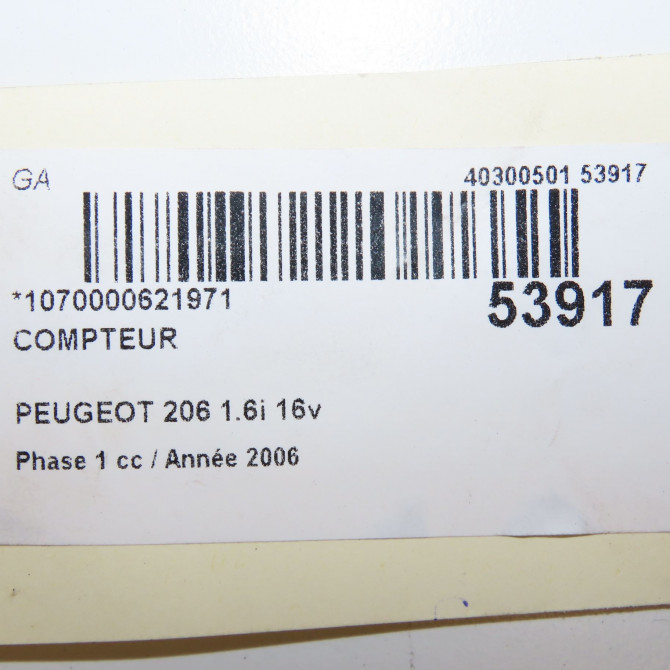 GA 40300501 53917
*1070000621971 53917
COMPTEUR
PEUGEOT 206 1.6i 16v
Phase 1 cc / Année 2006